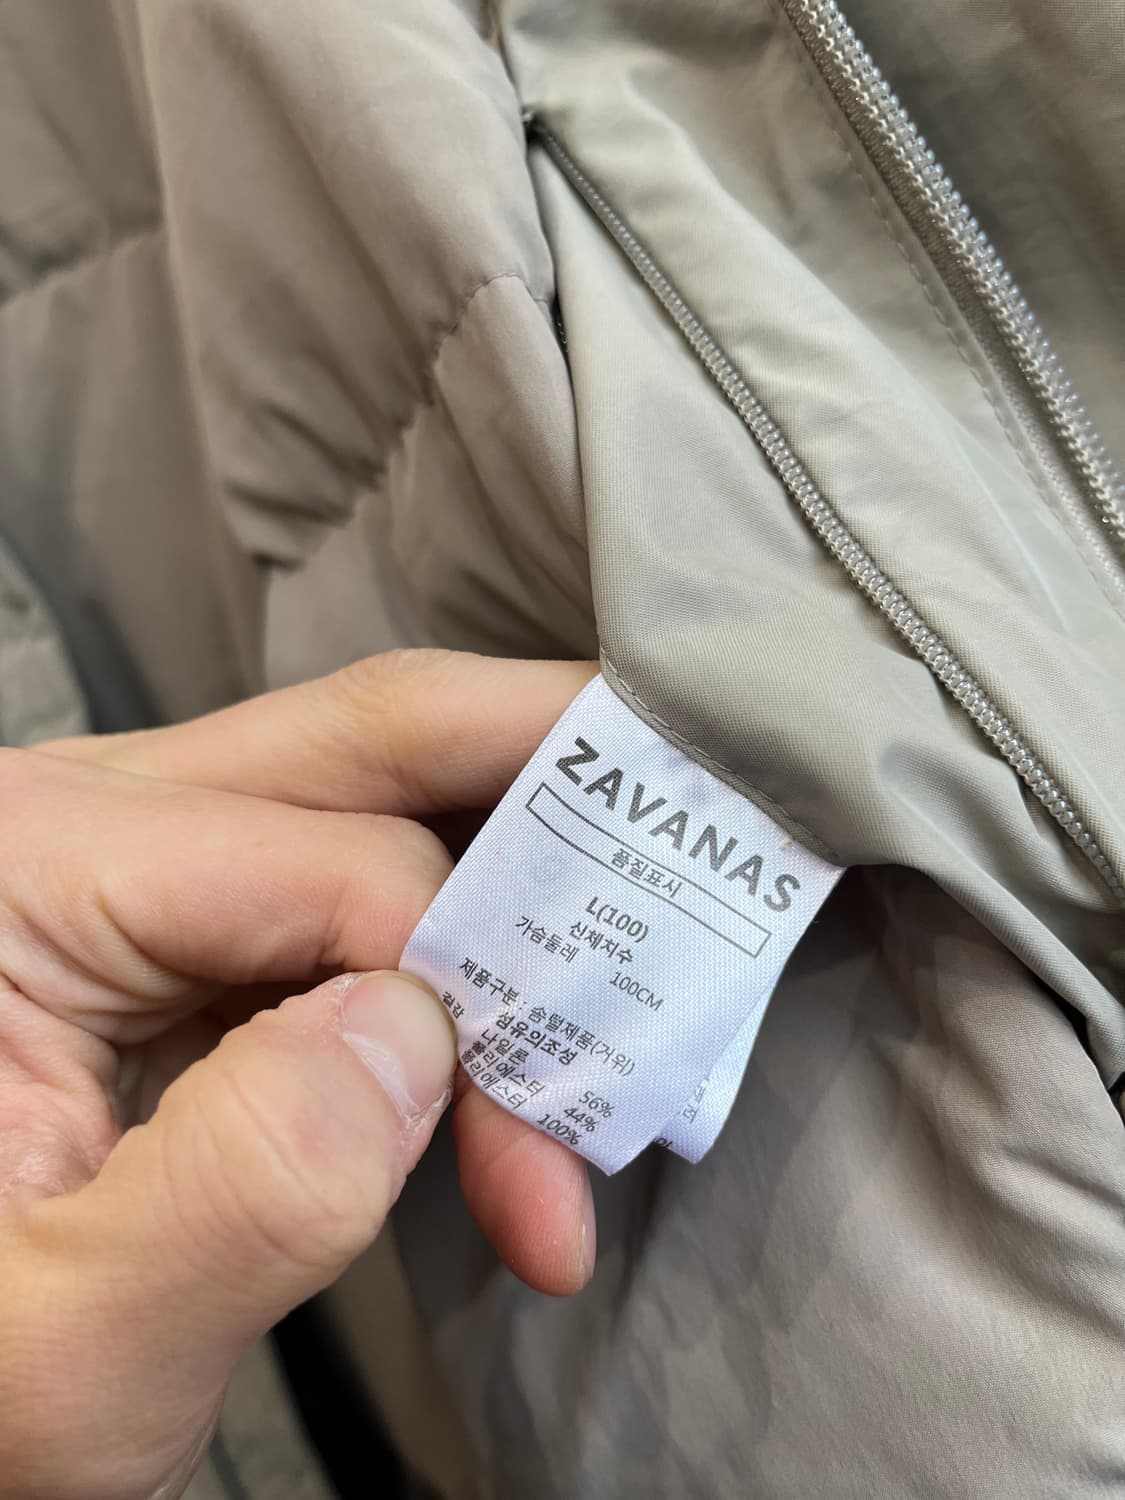 ZAVANAS
품질표시
L(100)
신체치수
가슴둘레 100CM
제품구분 : 솜털제품(거위)
섬유의조성
겉감 나일론 56%
폴리에스터 44%
폴리에스터 100%